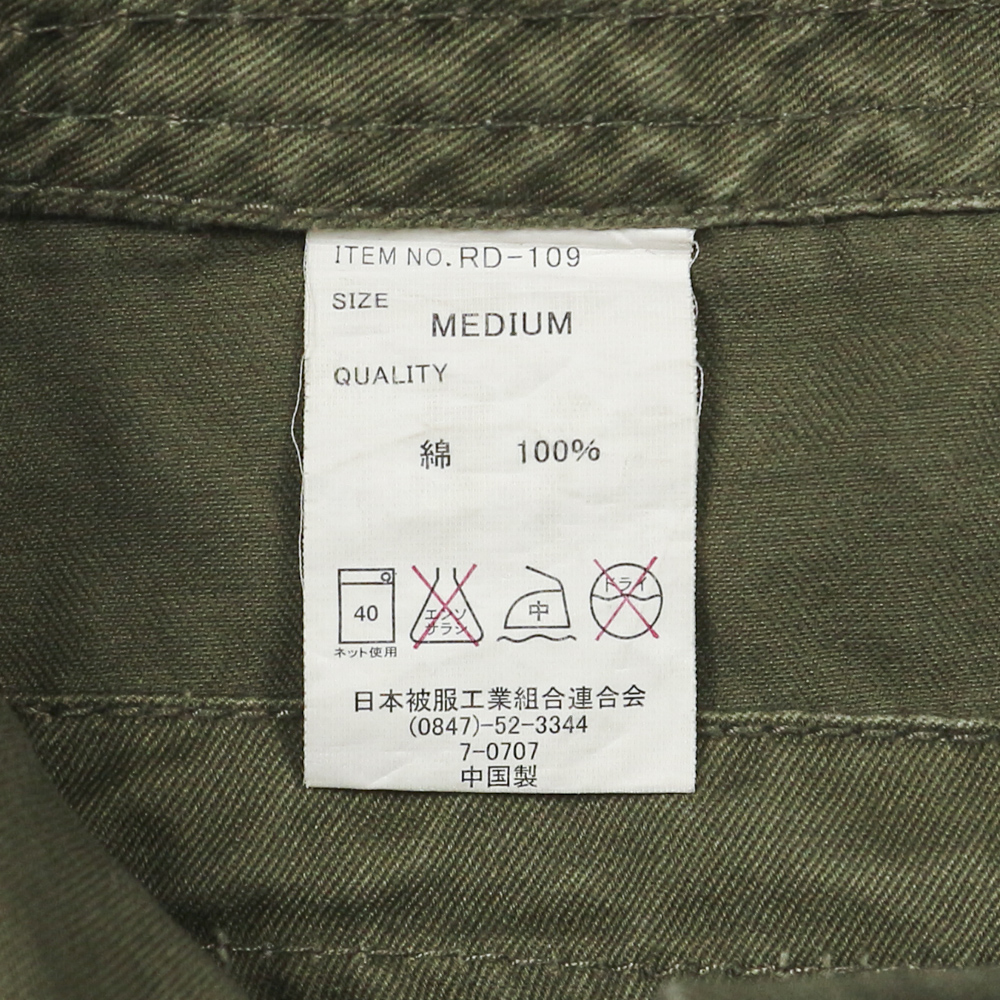 ITEM NO. RD-109
SIZE
MEDIUM
QUALITY
綿 100%
40
エンソ
サラシ
中
ドライ
ネット使用
日本被服工業組合連合会
(0847)-52-3344
7-0707
中国製